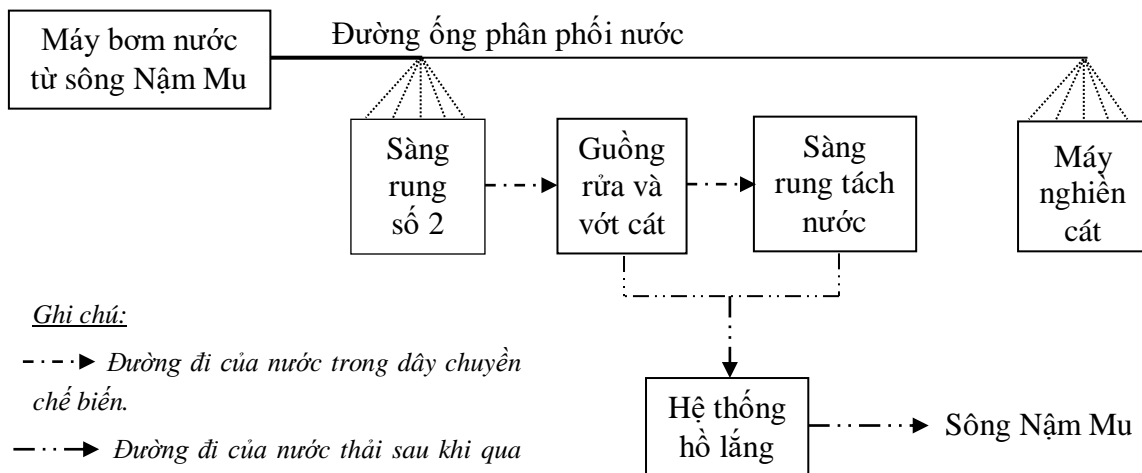 Máy bơm nước
từ sông Nậm Mu
Đường ống phân phối nước
Sàng
rung
số 2
Guồng
rửa và
vớt cát
Sàng
rung tách
nước
Máy
nghiền
cát
Ghi chú:
Đường đi của nước trong dây chuyền
chế biến.
Đường đi của nước thải sau khi qua
Hệ thống
hồ lắng
Sông Nậm Mu